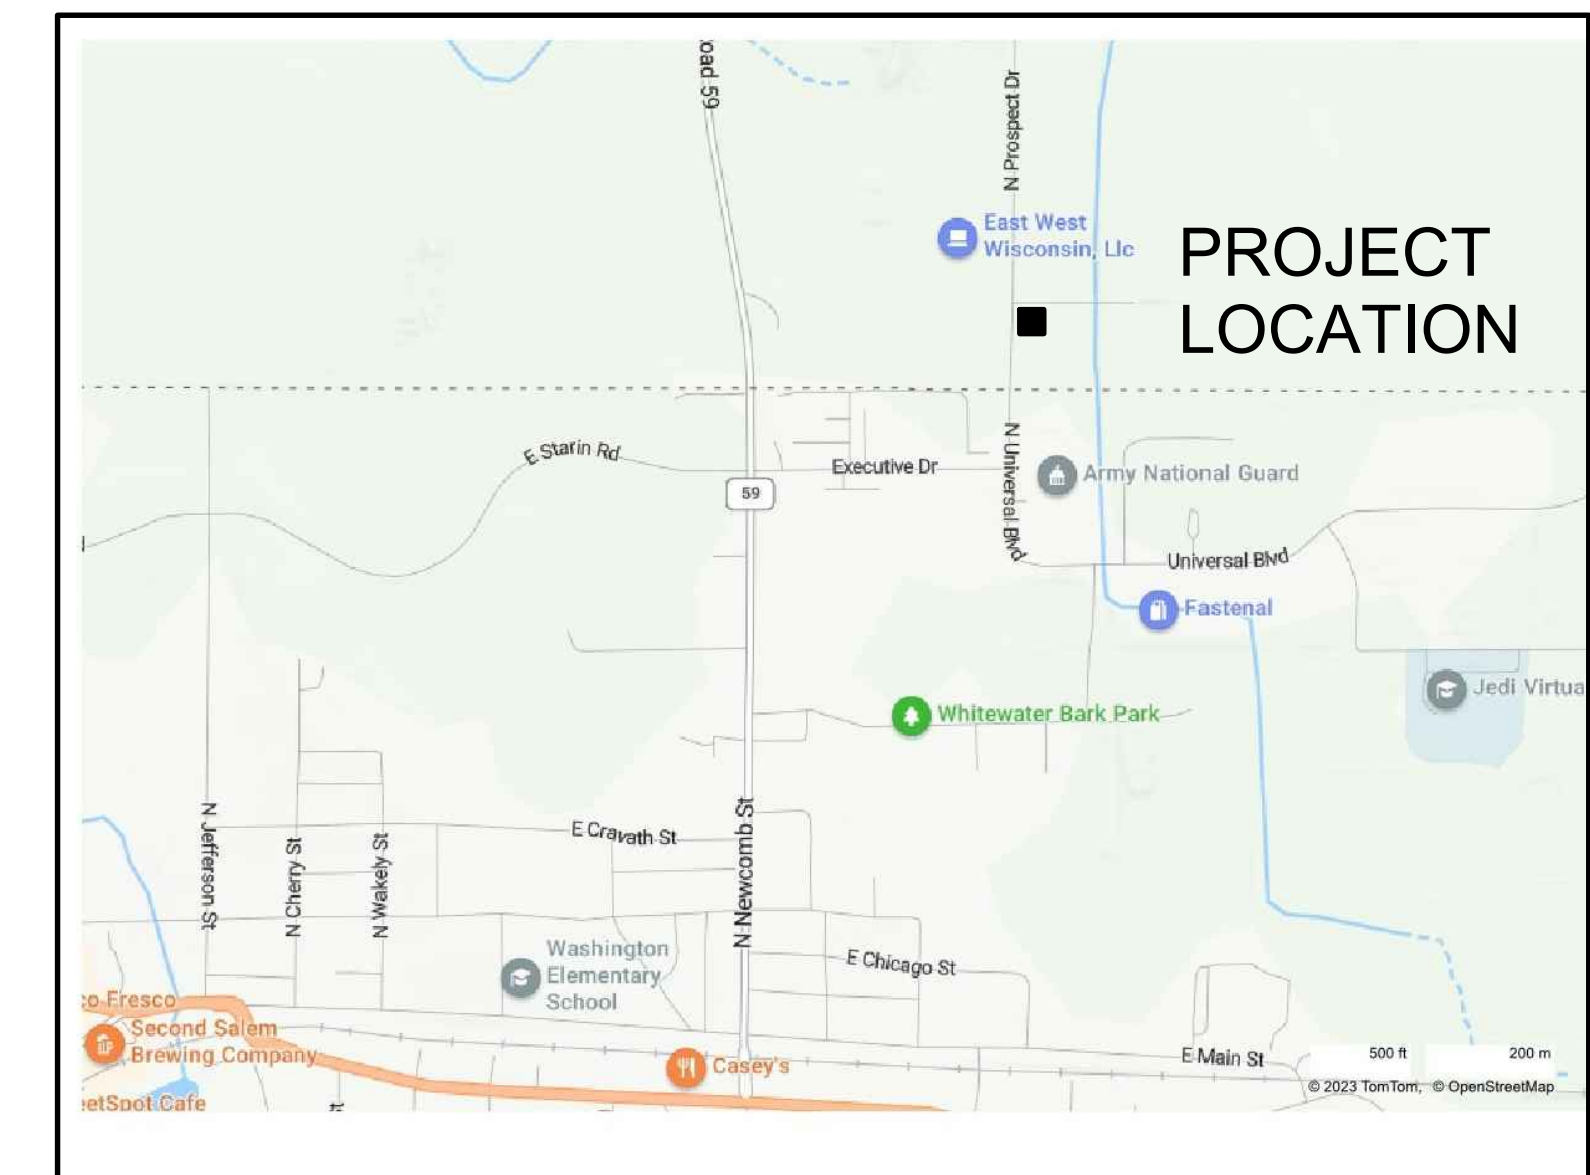 oad 59
N Prospect Dr
East West
Wisconsin, Llc
PROJECT
LOCATION
E Starin Rd
Executive Dr
N Universal Blvd
Army National Guard
59
Universal Blvd
Fastenal
Jedi Virtua
Whitewater Bark Park
N Jefferson St
N Cherry St
N Wakely St
E Cravath St
N Newcomb St
E Chicago St
Washington
Elementary
School
co Fresco
Second Salem
Brewing Company
Casey's
E Main St
500 ft
200 m
© 2023 TomTom, © OpenStreetMap
eetSpot Cafe